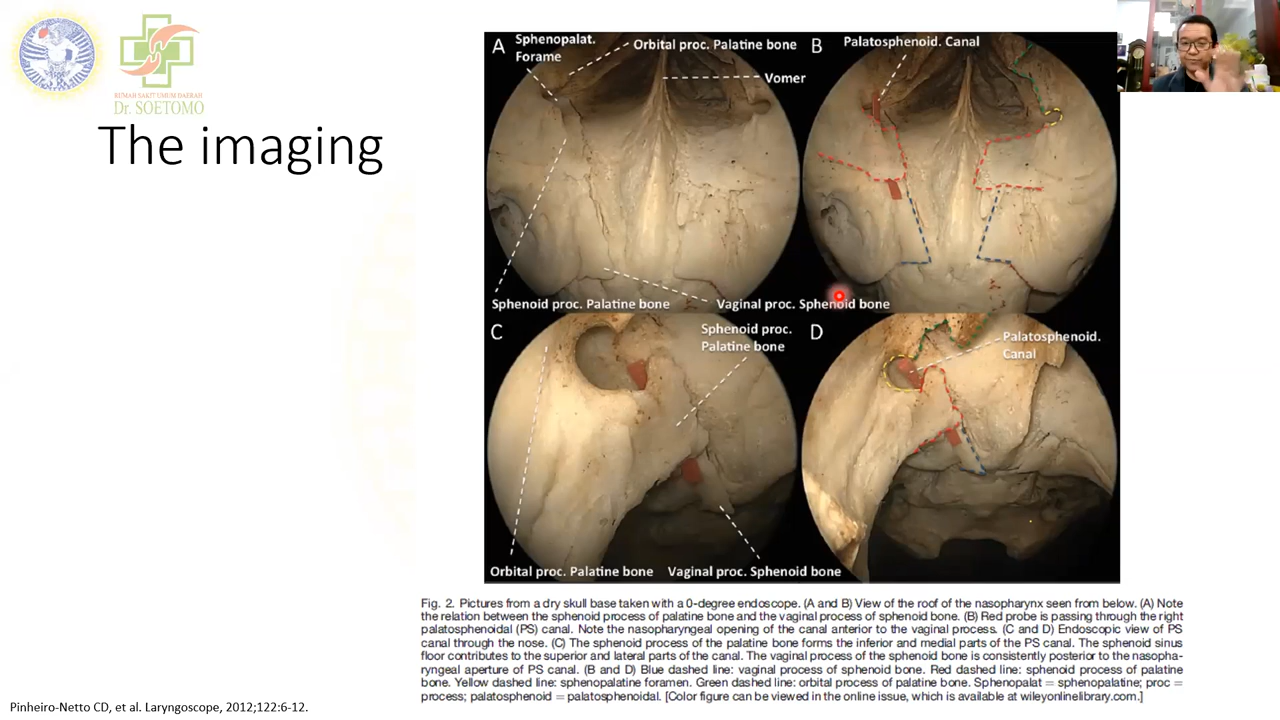 RUMAH SAKIT UMUM DAERAH
Dr. SOETOMO
The imaging
A
Sphenopalat.
Forame
Orbital proc. Palatine bone
Vomer
Sphenoid proc. Palatine bone
B
Palatosphenoid. Canal
Vaginal proc. Sphenoid bone
C
Sphenoid proc.
Palatine bone
Orbital proc. Palatine bone
Vaginal proc. Sphenoid bone
D
Palatosphenoid.
Canal
Fig. 2. Pictures from a dry skull base taken with a 0-degree endoscope. (A and B) View of the roof of the nasopharynx seen from below. (A) Note
the relation between the sphenoid process of palatine bone and the vaginal process of sphenoid bone. (B) Red probe is passing through the right
palatosphenoidal (PS) canal. Note the nasopharyngeal opening of the canal anterior to the vaginal process. (C and D) Endoscopic view of PS
canal through the nose. (C) The sphenoid process of the palatine bone forms the inferior and medial parts of the PS canal. The sphenoid sinus
floor contributes to the superior and lateral parts of the canal. The vaginal process of the sphenoid bone is consistently posterior to the nasopha-
ryngeal aperture of PS canal. (B and D). Blue dashed line: vaginal process of sphenoid bone. Red dashed line: sphenoid process of palatine
bone. Yellow dashed line: sphenopalatine foramen. Green dashed line: orbital process of palatine bone. Sphenopalat = sphenopalatine; proc =
process; palatosphenoid = palatosphenoidal. [Color figure can be viewed in the online issue, which is available at wileyonlinelibrary.com.]
Pinheiro-Netto CD, et al. Laryngoscope, 2012;122:6-12.